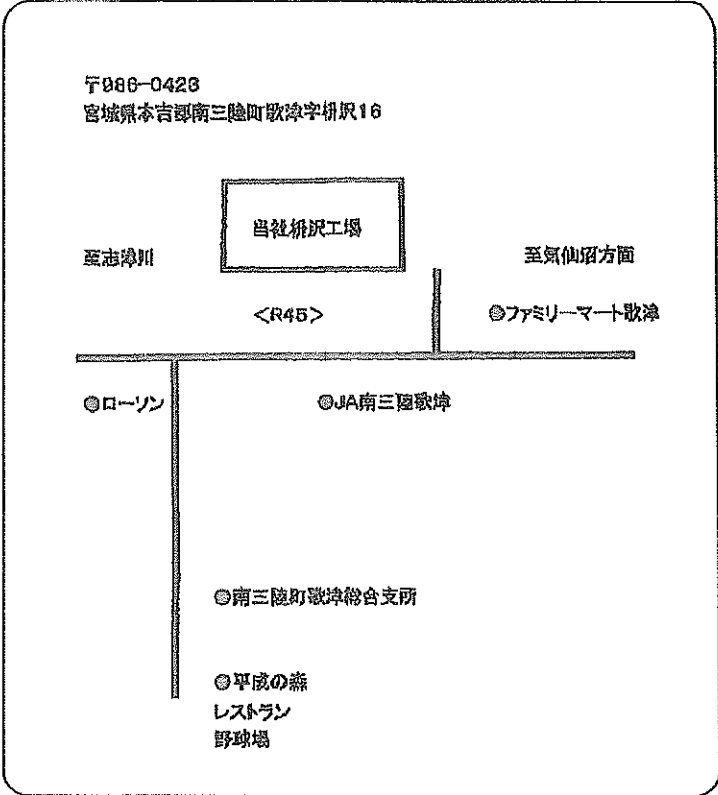 〒986-0423
宮城県本吉郡南三陸町歌津字枡沢16
当社枡沢工場
至志津川
至気仙沼方面
<R45>
◎ファミリーマート歌津
◎ローソン
◎JA南三陸歌津
◎南三陸町歌津総合支所
◎平成の森
レストラン
野球場